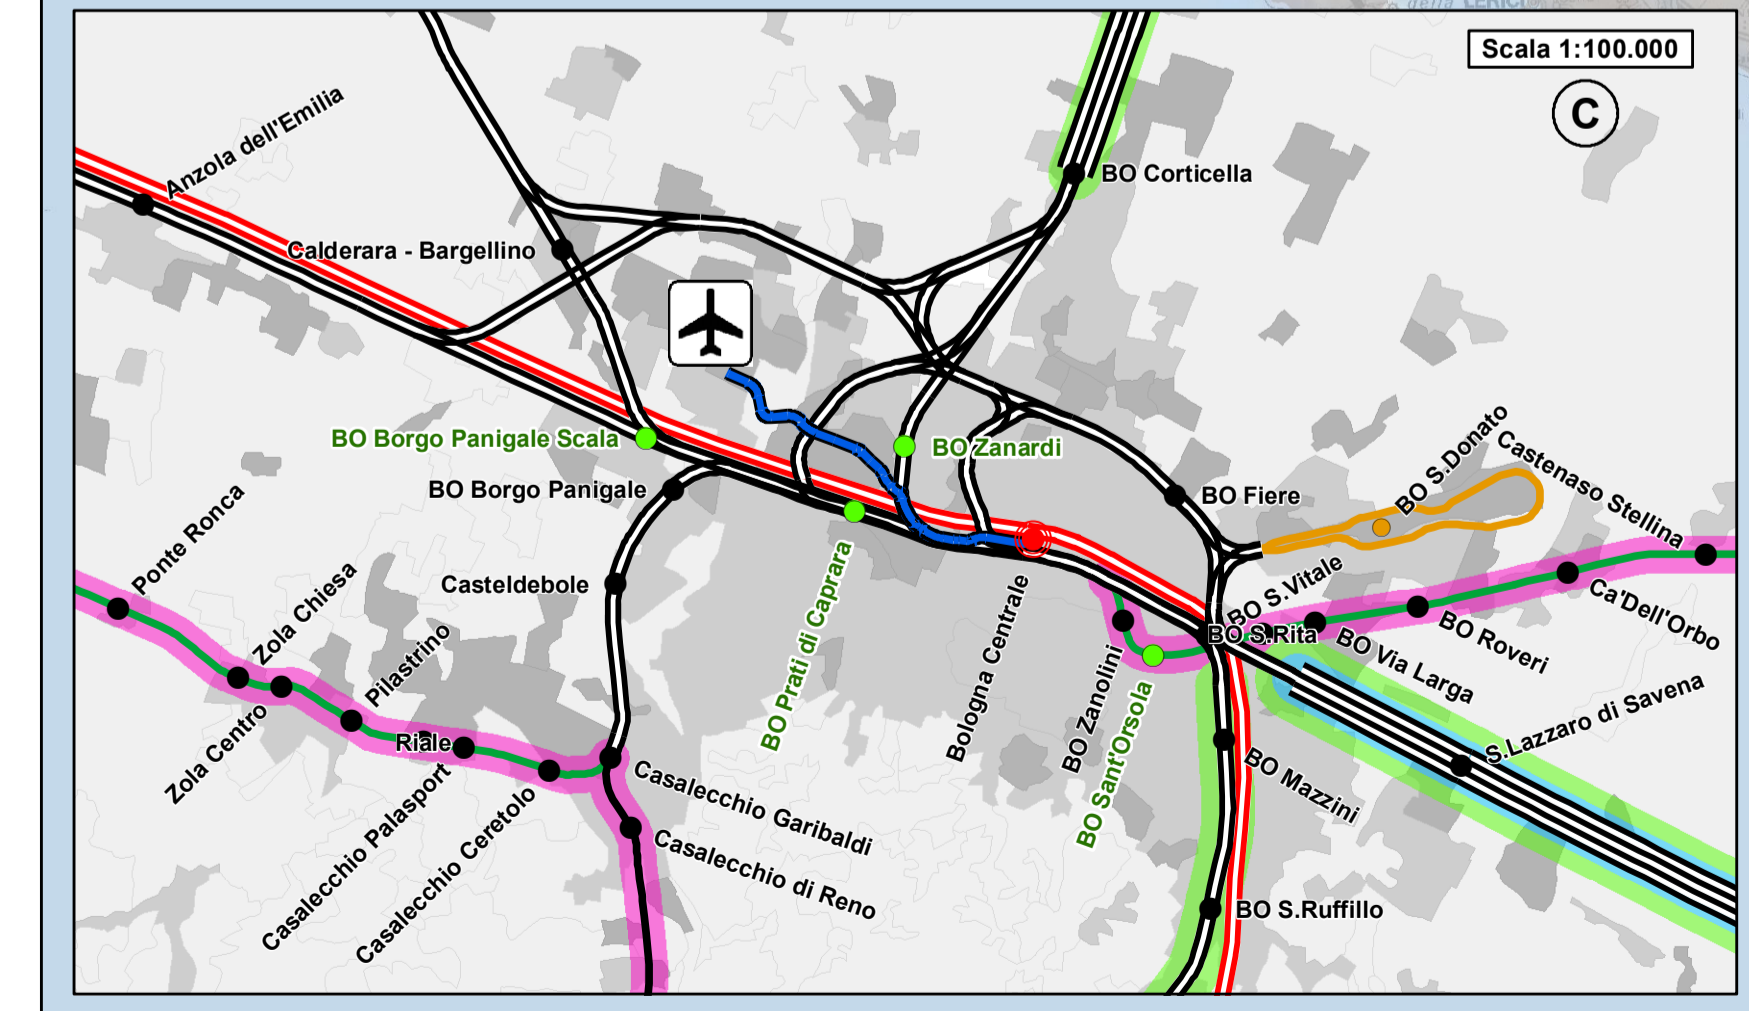 della LERICI
Scala 1:100.000
C
Anzola dell'Emilia
BO Corticella
Calderara - Bargellino
BO Borgo Panigale Scala
BO Zanardi
BO Borgo Panigale
BO Fiere
BO S.Donato
Castenaso Stellina
Ponte Ronca
Casteldebole
Zola Chiesa
BO Prati di Caprara
Bologna Centrale
BO S.Vitale
BO S.Rita
Ca'Dell'Orbo
BO Roveri
BO Via Larga
Pilastrino
BO Zanolini
BO Sant'Orsola
S.Lazzaro di Savena
Zola Centro
Riale
BO Mazzini
Casalecchio Garibaldi
Casalecchio Palasport
Casalecchio Ceretolo
Casalecchio di Reno
BO S.Ruffillo